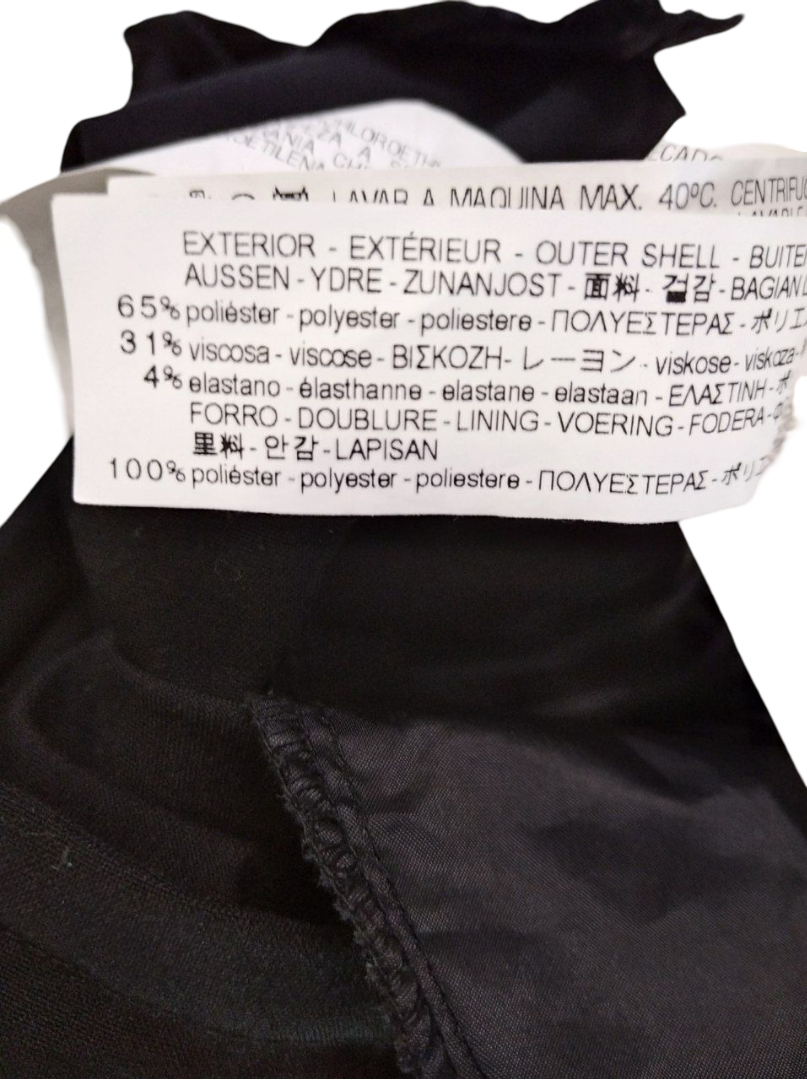 LAVAR A MAQUINA MAX. 40ºC.
EXTERIOR - EXTÉRIEUR - OUTER SHELL -
AUSSEN - YDRE - ZUNANJOST - 面料 - 겉감 -
65% poliéster - polyester - poliestere - ΠΟΛΥΕΣΤΕΡΑΣ -
31% viscosa - viscose - ΒΙΣΚΟΖΗ - レーヨン - viskose - viskoza -
4% elastano - élasthanne - elastane - elastaan - ΕΛΑΣΤΙΝΗ -
FORRO - DOUBLURE - LINING - VOERING - FODERA -
里料 - 안감 - LAPISAN
100% poliéster - polyester - poliestere - ΠΟΛΥΕΣΤΕΡΑΣ -